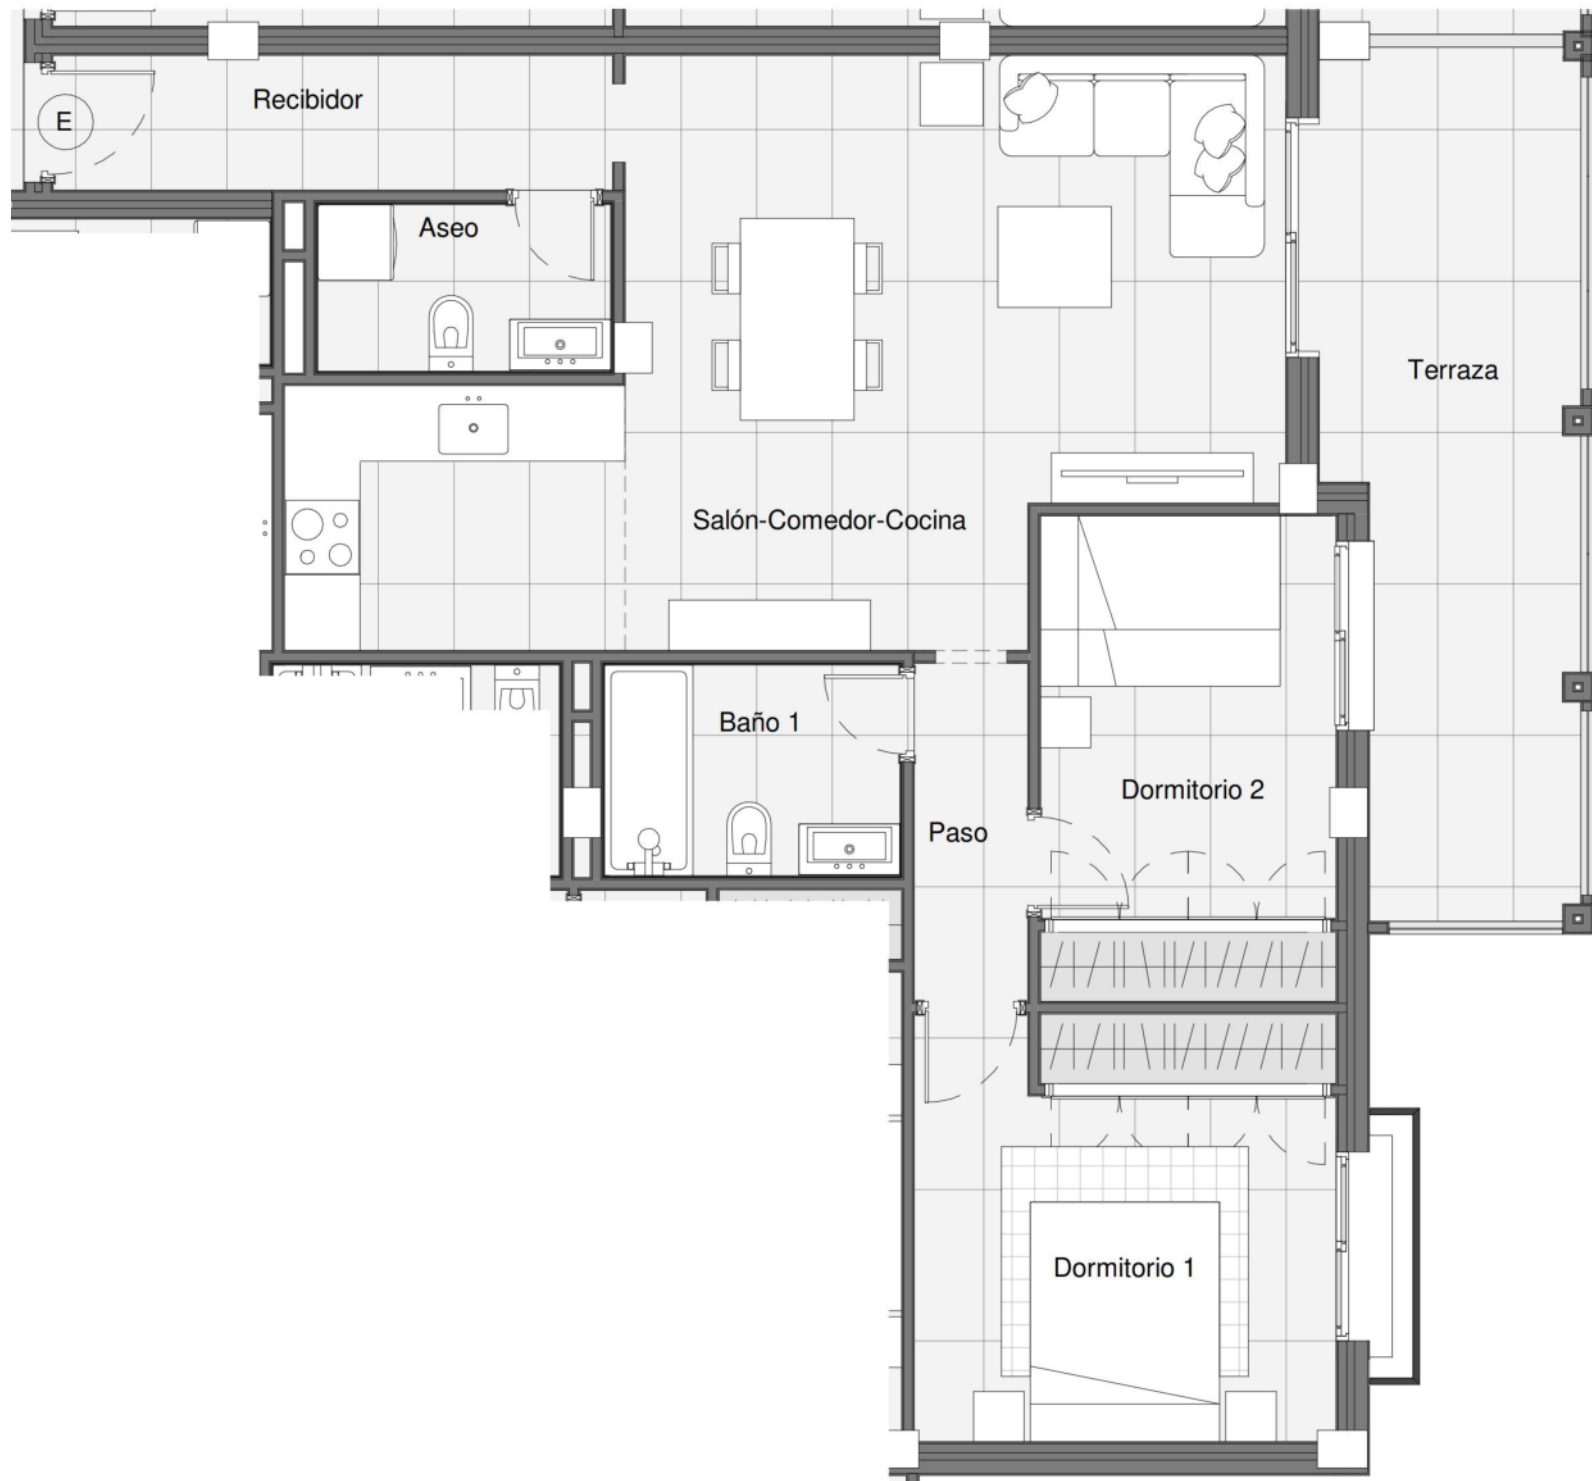 Recibidor
E
Aseo
Terraza
Salón-Comedor-Cocina
Baño 1
Dormitorio 2
Paso
Dormitorio 1